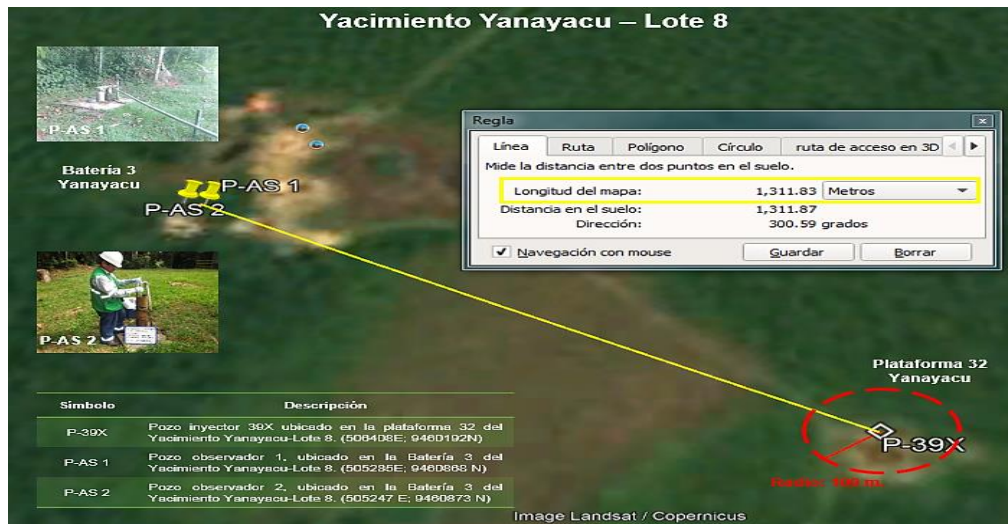 Yacimiento Yanayacu – Lote 8
P-AS 1
Batería 3
Yanayacu
P-AS 1
P-AS 2
P-AS 2
Regla
Línea Ruta Polígono Círculo ruta de acceso en 3D
Mide la distancia entre dos puntos en el suelo.
Longitud del mapa: 1,311.83 Metros
Distancia en el suelo: 1,311.87
Dirección: 300.59 grados
Navegación con mouse Guardar Borrar
Plataforma 32
Yanayacu
P-39X
Radio: 100 m.
Símbolo Descripción
P-39X Pozo inyector 39X ubicado en la plataforma 32 del
Yacimiento Yanayacu-Lote 8. (506408E; 9460192N)
P-AS 1 Pozo observador 1, ubicado en la Batería 3 del
Yacimiento Yanayacu-Lote 8. (505285E; 9460868 N)
P-AS 2 Pozo observador 2, ubicado en la Batería 3 del
Yacimiento Yanayacu-Lote 8. (505247 E; 9460873 N)
Image Landsat / Copernicus